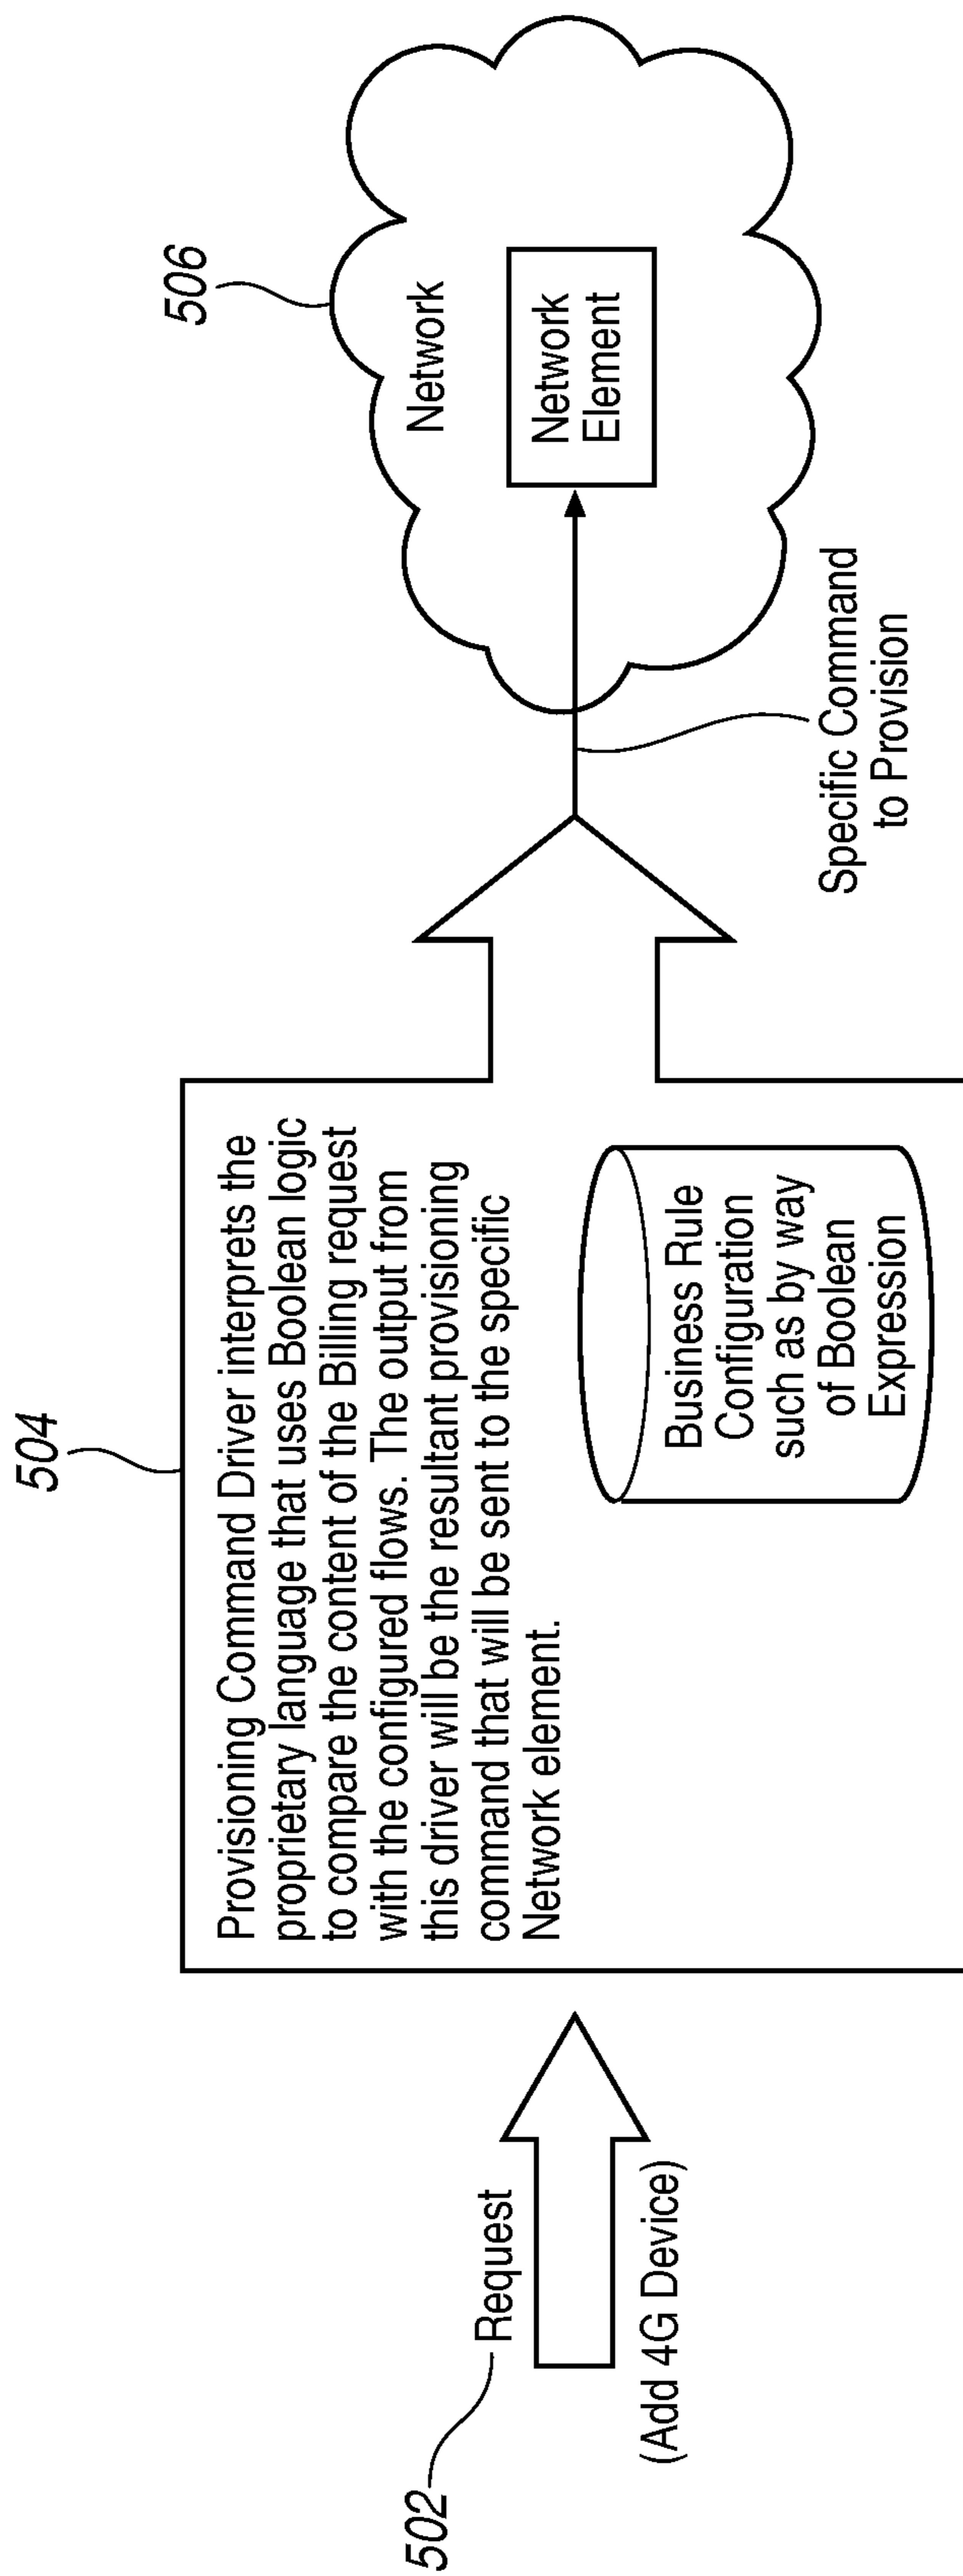 502
Request
(Add 4G Device)
504
Provisioning Command Driver interprets the
proprietary language that uses Boolean logic
to compare the content of the Billing request
with the configured flows. The output from
this driver will be the resultant provisioning
command that will be sent to the specific
Network element.
Business Rule
Configuration
such as by way
of Boolean
Expression
Specific Command
to Provision
506
Network
Network
Element